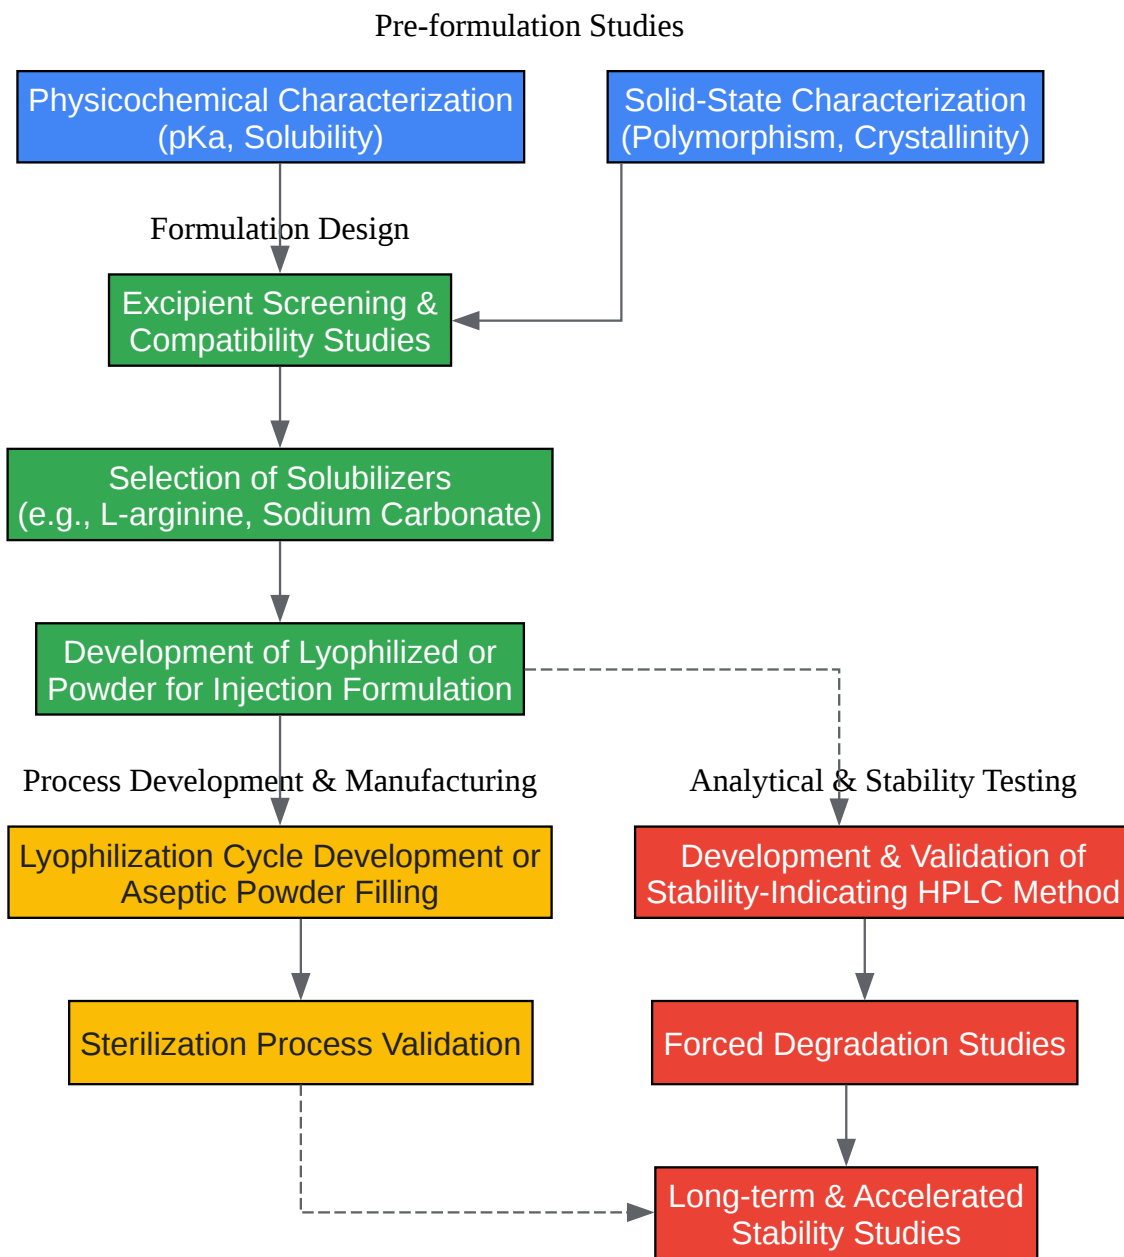 Pre-formulation Studies
Physicochemical Characterization
(pKa, Solubility)
Solid-State Characterization
(Polymorphism, Crystallinity)
Formulation Design
Excipient Screening &
Compatibility Studies
Selection of Solubilizers
(e.g., L-arginine, Sodium Carbonate)
Development of Lyophilized or
Powder for Injection Formulation
Process Development & Manufacturing
Lyophilization Cycle Development or
Aseptic Powder Filling
Sterilization Process Validation
Analytical & Stability Testing
Development & Validation of
Stability-Indicating HPLC Method
Forced Degradation Studies
Long-term & Accelerated
Stability Studies